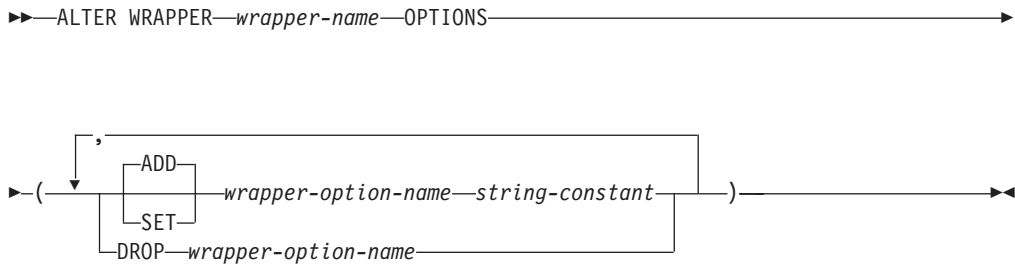 ALTER WRAPPER wrapper-name OPTIONS
,
ADD
( wrapper-option-name string-constant )
SET
DROP wrapper-option-name